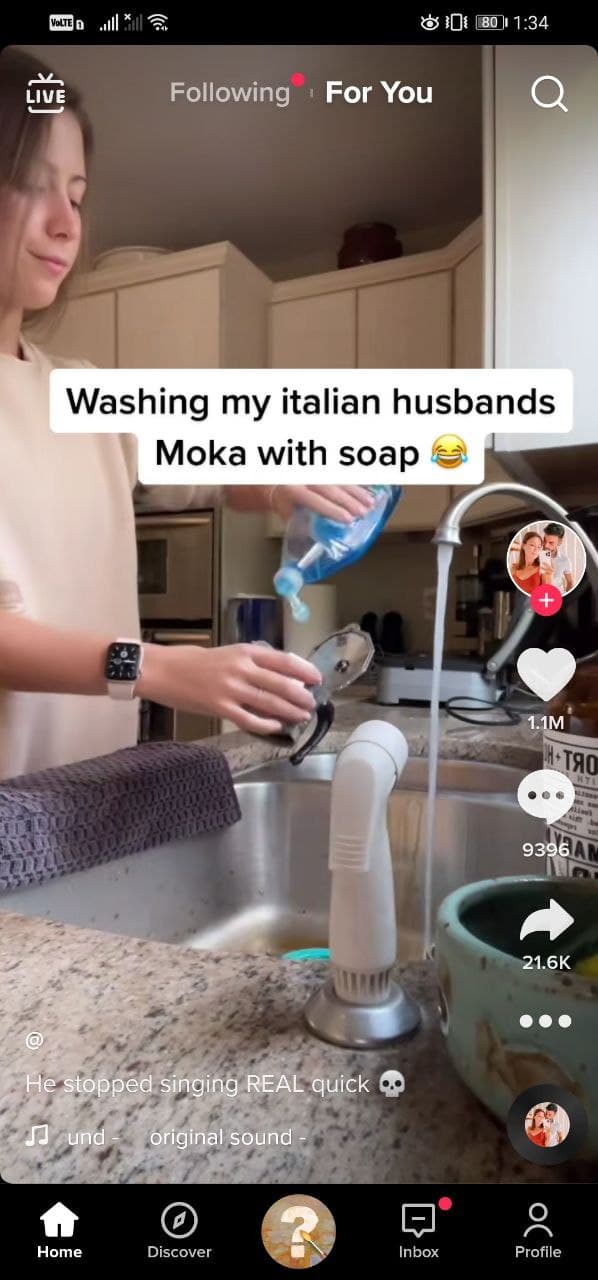 VoLTE 1 80 1:34
LIVE Following For You
Washing my italian husbands
Moka with soap 😂
1.1M
9396
21.6K
@
He stopped singing REAL quick 💀
und - original sound -
Home Discover Inbox Profile